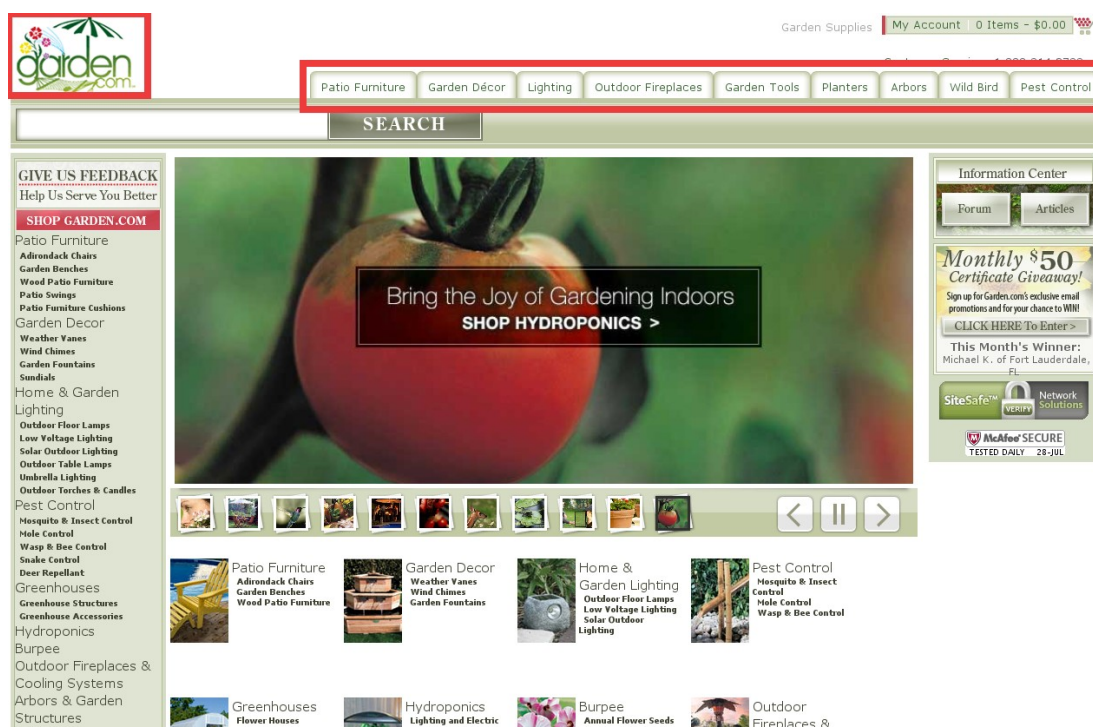 garden
.com
Garden Supplies
My Account
0 Items - $0.00
Patio Furniture
Garden Décor
Lighting
Outdoor Fireplaces
Garden Tools
Planters
Arbors
Wild Bird
Pest Control
SEARCH
GIVE US FEEDBACK
Help Us Serve You Better
SHOP GARDEN.COM
Patio Furniture
Adirondack Chairs
Garden Benches
Wood Patio Furniture
Patio Swings
Patio Furniture Cushions
Garden Decor
Weather Vanes
Wind Chimes
Garden Fountains
Sundials
Home & Garden
Lighting
Outdoor Floor Lamps
Low Voltage Lighting
Solar Outdoor Lighting
Outdoor Table Lamps
Umbrella Lighting
Outdoor Torches & Candles
Pest Control
Mosquito & Insect Control
Mole Control
Wasp & Bee Control
Snake Control
Deer Repellant
Greenhouses
Greenhouse Structures
Greenhouse Accessories
Hydroponics
Burpee
Outdoor Fireplaces &
Cooling Systems
Arbors & Garden
Structures
Bring the Joy of Gardening Indoors
SHOP HYDROPONICS >
Information Center
Forum
Articles
Monthly $50
Certificate Giveaway!
Sign up for Garden.com's exclusive email
promotions and for your chance to WIN!
CLICK HERE To Enter >
This Month's Winner:
Michael K. of Fort Lauderdale,
FL
SiteSafe™
VERIFY
Network
Solutions
McAfee SECURE
TESTED DAILY 28-JUL
Patio Furniture
Adirondack Chairs
Garden Benches
Wood Patio Furniture
Garden Decor
Weather Vanes
Wind Chimes
Garden Fountains
Home &
Garden Lighting
Outdoor Floor Lamps
Low Voltage Lighting
Solar Outdoor
Lighting
Pest Control
Mosquito & Insect
Control
Mole Control
Wasp & Bee Control
Greenhouses
Flower Houses
Hydroponics
Lighting and Electric
Burpee
Annual Flower Seeds
Outdoor
Fireplaces &